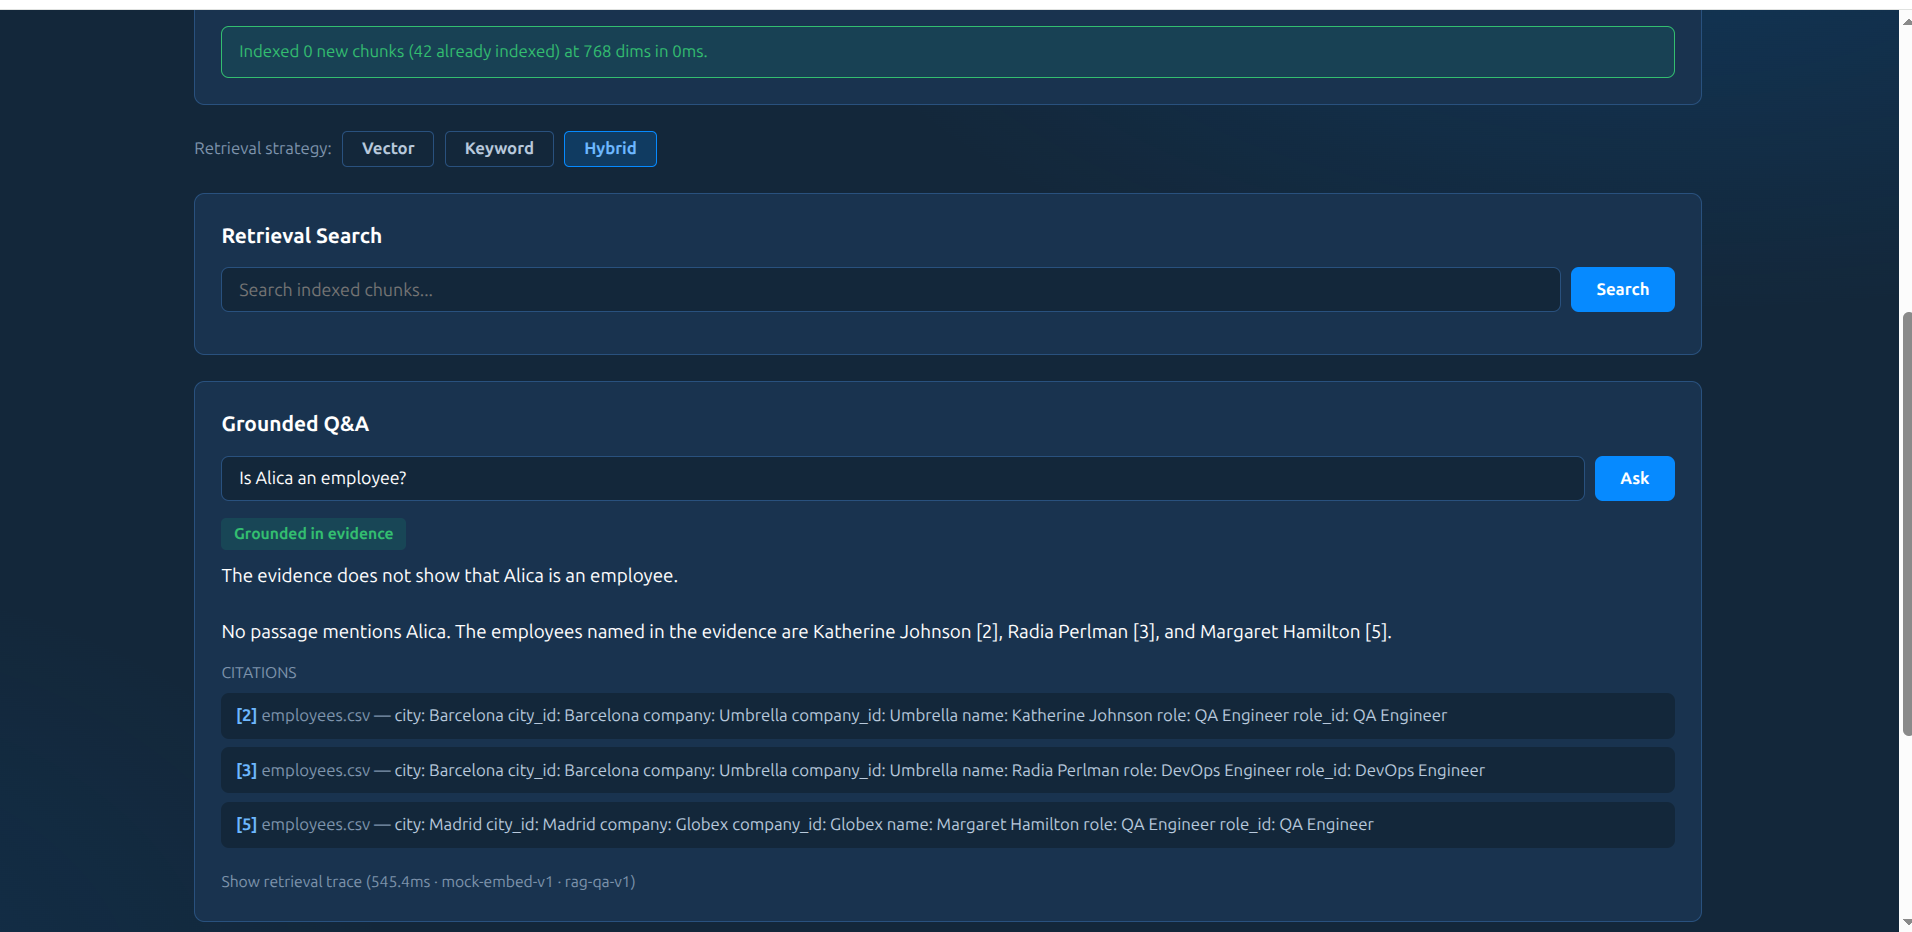 Indexed 0 new chunks (42 already indexed) at 768 dims in 0ms.
Retrieval strategy: Vector Keyword Hybrid
Retrieval Search
Search indexed chunks... Search
Grounded Q&A
Is Alica an employee? Ask
Grounded in evidence
The evidence does not show that Alica is an employee.
No passage mentions Alica. The employees named in the evidence are Katherine Johnson [2], Radia Perlman [3], and Margaret Hamilton [5].
CITATIONS
[2] employees.csv — city: Barcelona city_id: Barcelona company: Umbrella company_id: Umbrella name: Katherine Johnson role: QA Engineer role_id: QA Engineer
[3] employees.csv — city: Barcelona city_id: Barcelona company: Umbrella company_id: Umbrella name: Radia Perlman role: DevOps Engineer role_id: DevOps Engineer
[5] employees.csv — city: Madrid city_id: Madrid company: Globex company_id: Globex name: Margaret Hamilton role: QA Engineer role_id: QA Engineer
Show retrieval trace (545.4ms · mock-embed-v1 · rag-qa-v1)